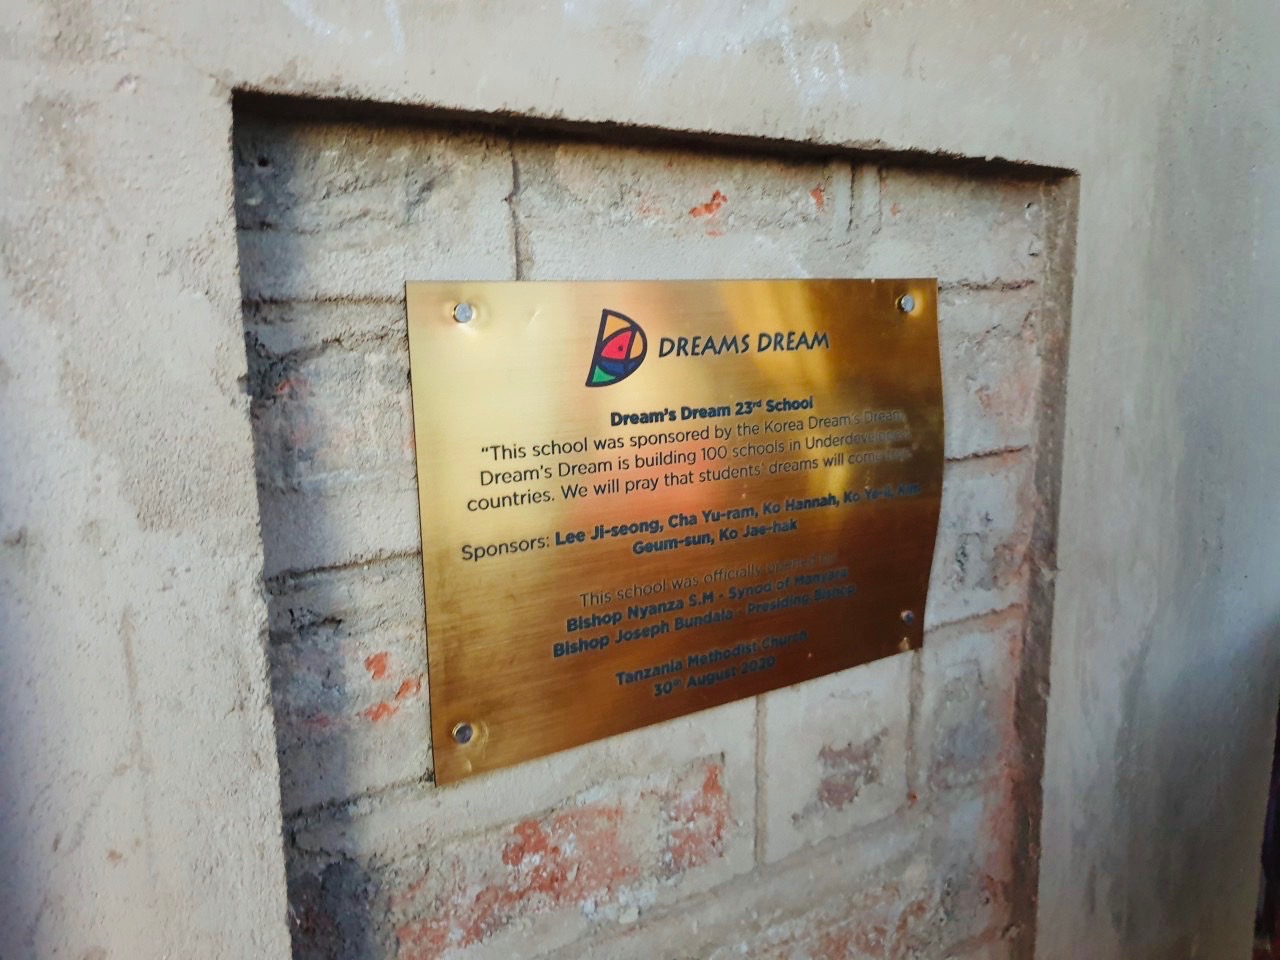 DREAMS DREAM
Dream's Dream 23rd School
“This school was sponsored by the Korea Dream's Dream.
Dream's Dream is building 100 schools in Underdeveloped
countries. We will pray that students' dreams will come
Sponsors: Lee Ji-seong, Cha Yu-ram, Ko Hannah, Ko Ye-il, Kim
Geum-sun, Ko Jae-hak
This school was officially opened by
Bishop Nyanza S.M - Synod of Manyara
Bishop Joseph Bundala - Presiding Bishop
Tanzania Methodist Church
30th August 2020